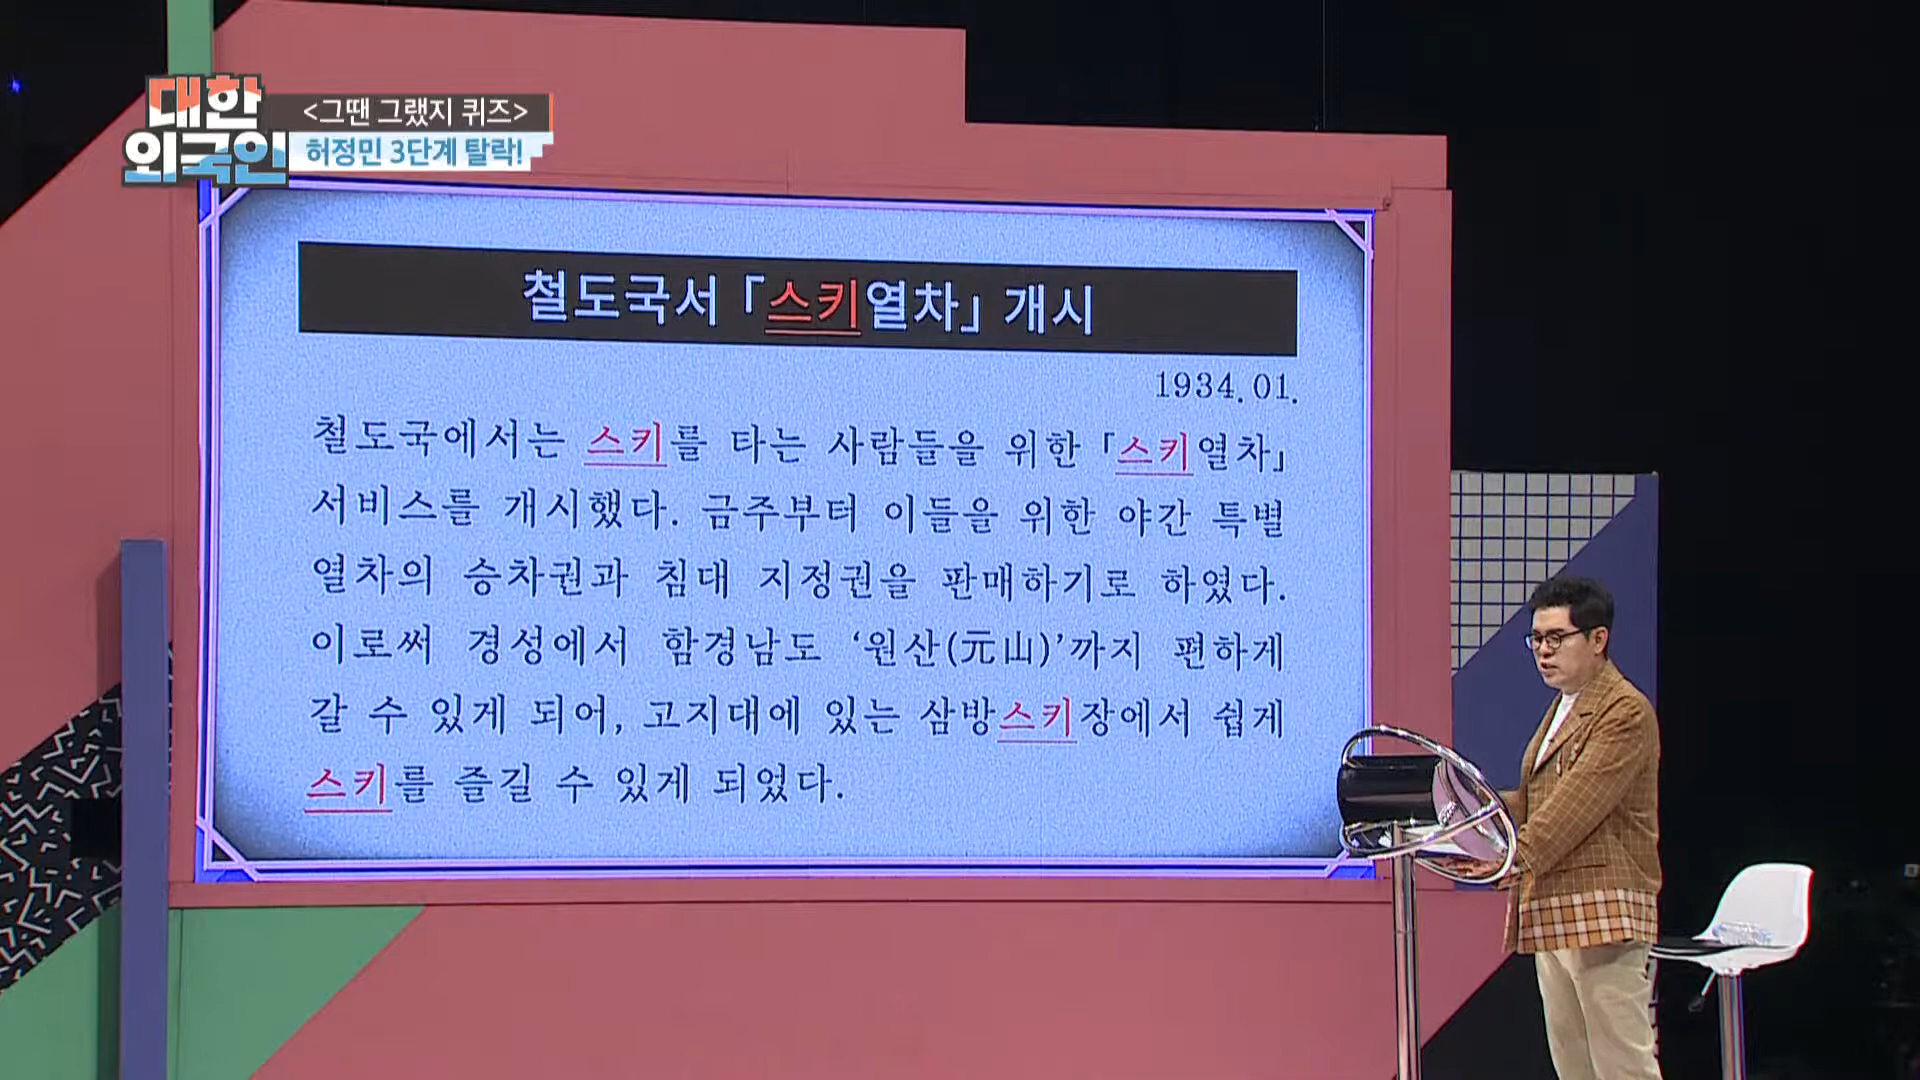 대한
외국인
<그땐 그랬지 퀴즈>
허정민 3단계 탈락!
철도국서 「스키열차」 개시
1934. 01.
철도국에서는 스키를 타는 사람들을 위한 「스키열차」
서비스를 개시했다. 금주부터 이들을 위한 야간 특별
열차의 승차권과 침대 지정권을 판매하기로 하였다.
이로써 경성에서 함경남도 ‘원산(元山)’까지 편하게
갈 수 있게 되어, 고지대에 있는 삼방스키장에서 쉽게
스키를 즐길 수 있게 되었다.